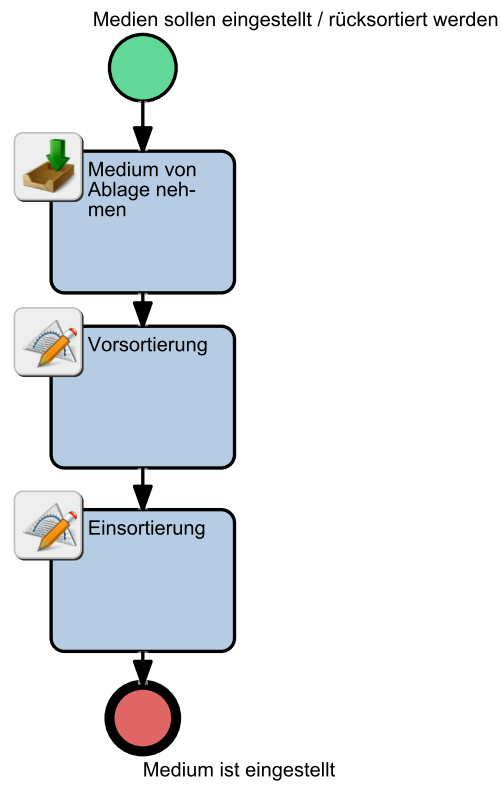 Medien sollen eingestellt / rücksortiert werden
Medium von
Ablage neh-
men
Vorsortierung
Einsortierung
Medium ist eingestellt